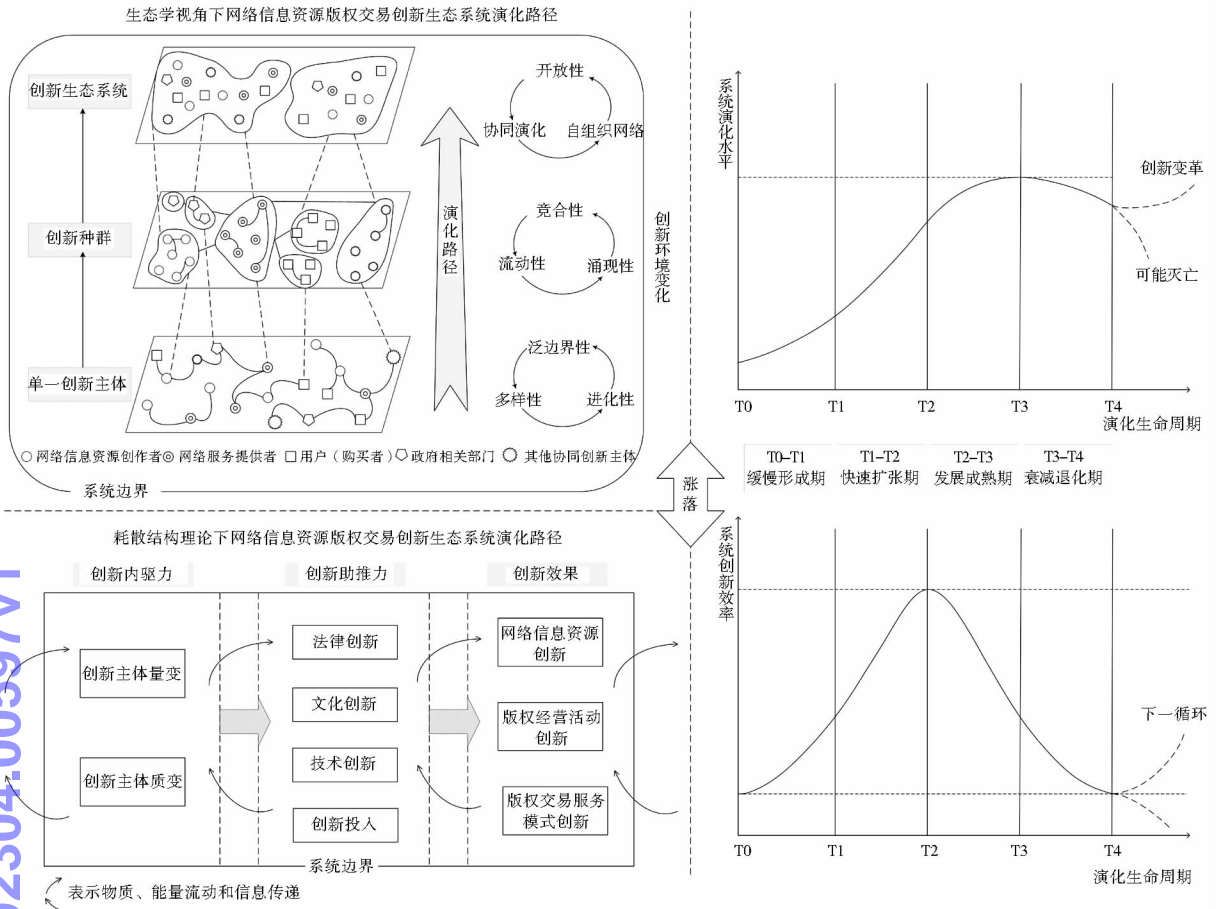 生态学视角下网络信息资源版权交易创新生态系统演化路径
创新生态系统
创新种群
单一创新主体
演化路径
开放性
协同演化
自组织网络
竞合性
流动性
涌现性
泛边界性
多样性
进化性
创新环境变化
网络信息资源创作者
网络服务提供者
用户（购买者）
政府相关部门
其他协同创新主体
系统边界
涨落
系统演化水平
创新变革
可能灭亡
T0
T1
T2
T3
T4
演化生命周期
T0–T1
缓慢形成期
T1–T2
快速扩张期
T2–T3
发展成熟期
T3–T4
衰减退化期
耗散结构理论下网络信息资源版权交易创新生态系统演化路径
创新内驱力
创新助推力
创新效果
创新主体量变
创新主体质变
法律创新
文化创新
技术创新
创新投入
网络信息资源
创新
版权经营活动
创新
版权交易服务
模式创新
系统边界
表示物质、能量流动和信息传递
系统创新效率
下一循环
T0
T1
T2
T3
T4
演化生命周期